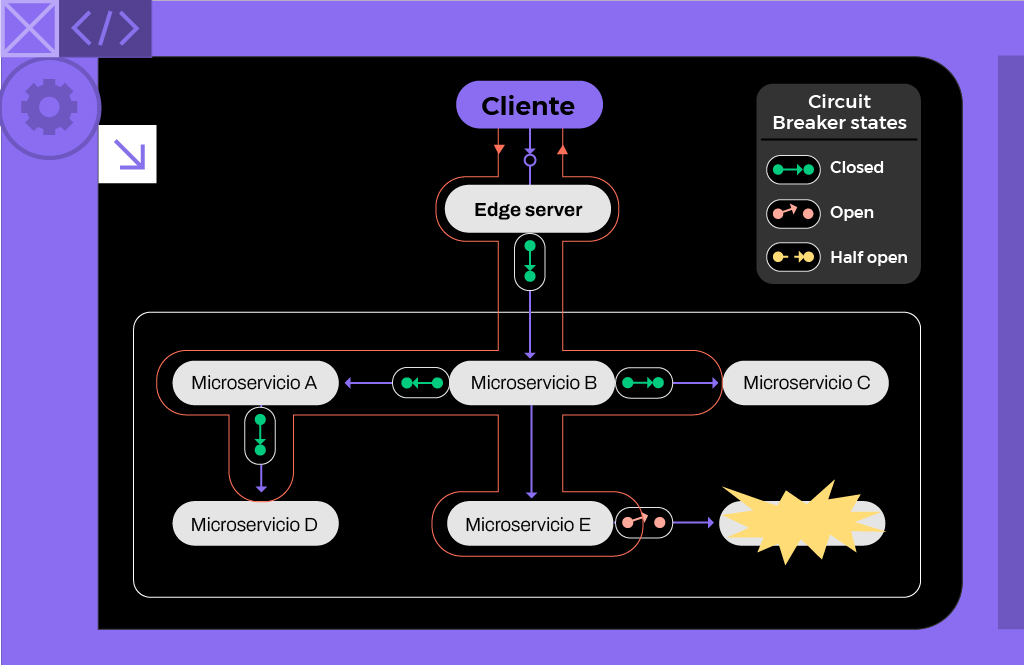 </>
Cliente
Circuit
Breaker states
Closed
Open
Half open
Edge server
Microservicio A
Microservicio B
Microservicio C
Microservicio D
Microservicio E